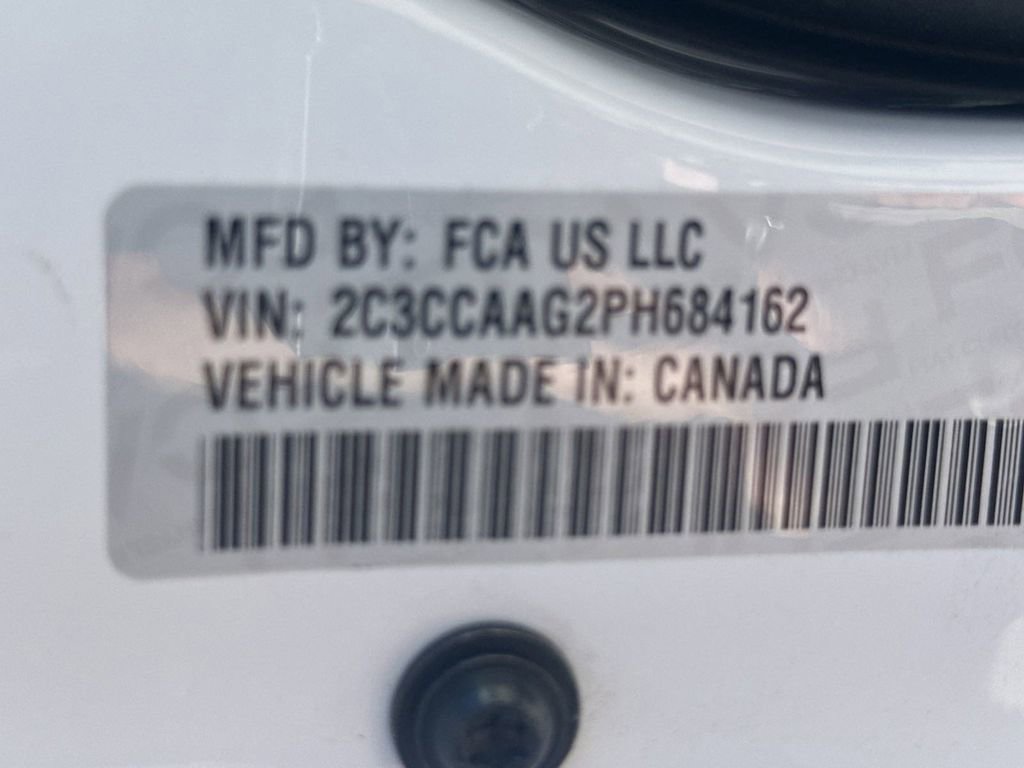 MFD BY: FCA US LLC
VIN: 2C3CCAAG2PH684162
VEHICLE MADE IN: CANADA